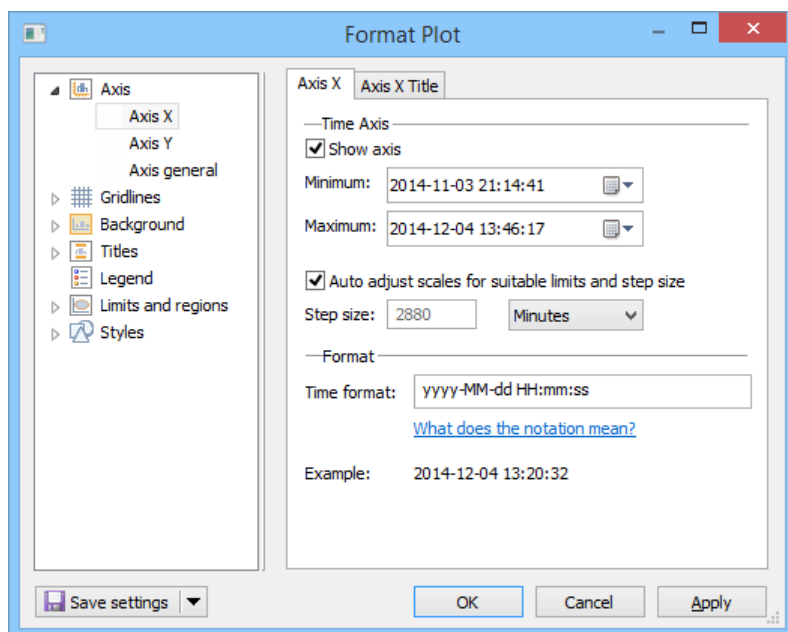 Format Plot
Axis
Axis X
Axis Y
Axis general
Gridlines
Background
Titles
Legend
Limits and regions
Styles
Axis X Axis X Title
Time Axis
Show axis
Minimum: 2014-11-03 21:14:41
Maximum: 2014-12-04 13:46:17
Auto adjust scales for suitable limits and step size
Step size: 2880 Minutes
Format
Time format: yyyy-MM-dd HH:mm:ss
What does the notation mean?
Example: 2014-12-04 13:20:32
Save settings OK Cancel Apply